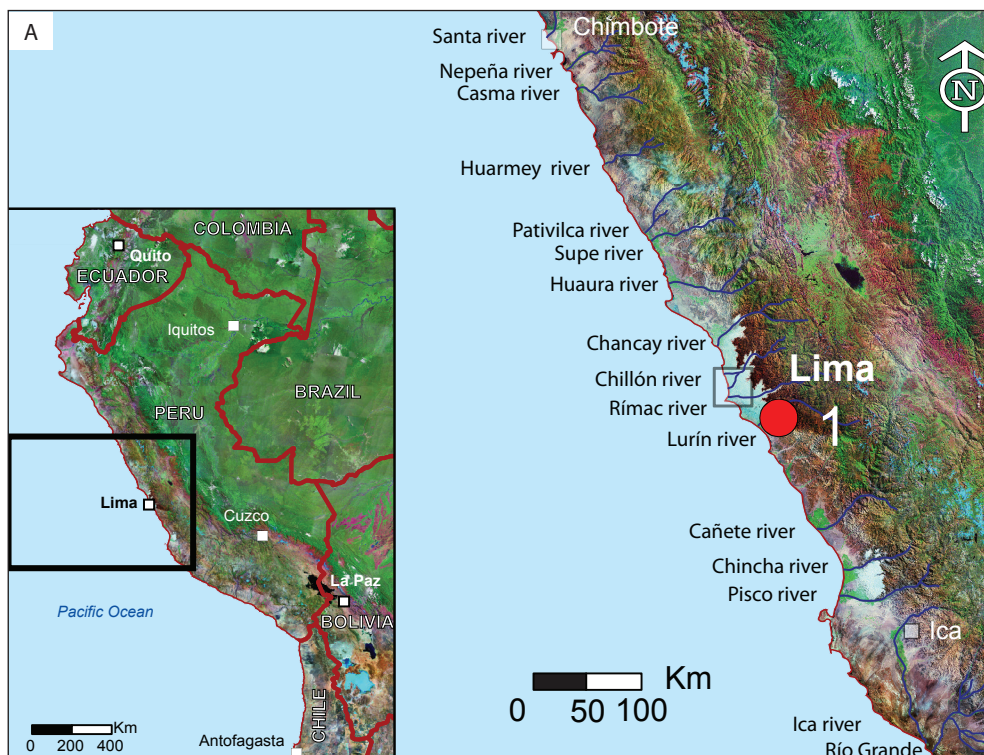 A
Santa river
Chimbote
Nepeña river
Casma river
N
Huarmey river
Pativilca river
Supe river
Huaura river
Chancay river
Chillón river
Lima
Rímac river
1
Lurín river
Cañete river
Chincha river
Pisco river
Ica
Km
0 50 100
Ica river
Río Grande
COLOMBIA
Quito
ECUADOR
Iquitos
BRAZIL
PERU
Lima
Cuzco
La Paz
Pacific Ocean
BOLIVIA
CHILE
Km
0 200 400
Antofagasta